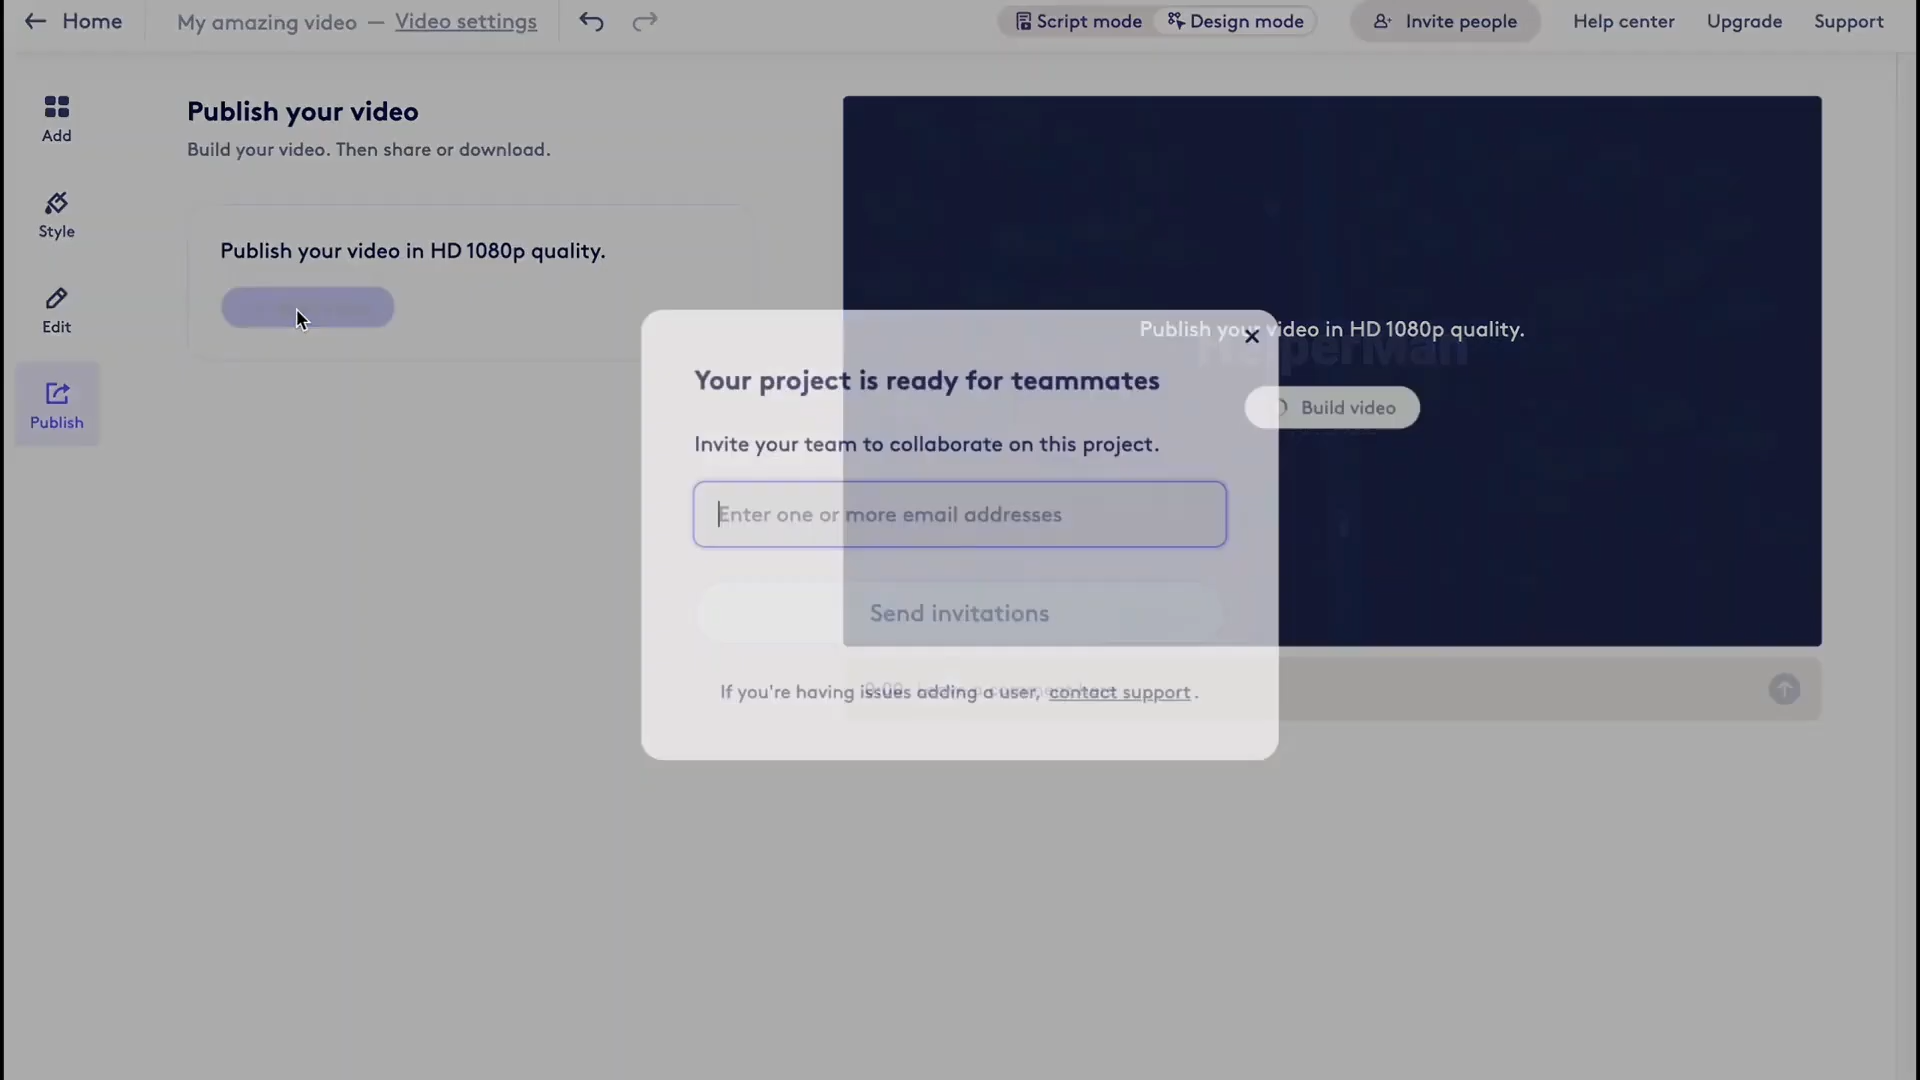 Home
My amazing video — Video settings
Script mode
Design mode
Invite people
Help center
Upgrade
Support
Add
Style
Edit
Publish
Publish your video
Build your video. Then share or download.
Publish your video in HD 1080p quality.
Publish your video in HD 1080p quality.
HelperMan
Build video
Your project is ready for teammates
Invite your team to collaborate on this project.
Enter one or more email addresses
Send invitations
If you're having issues adding a user, contact support.